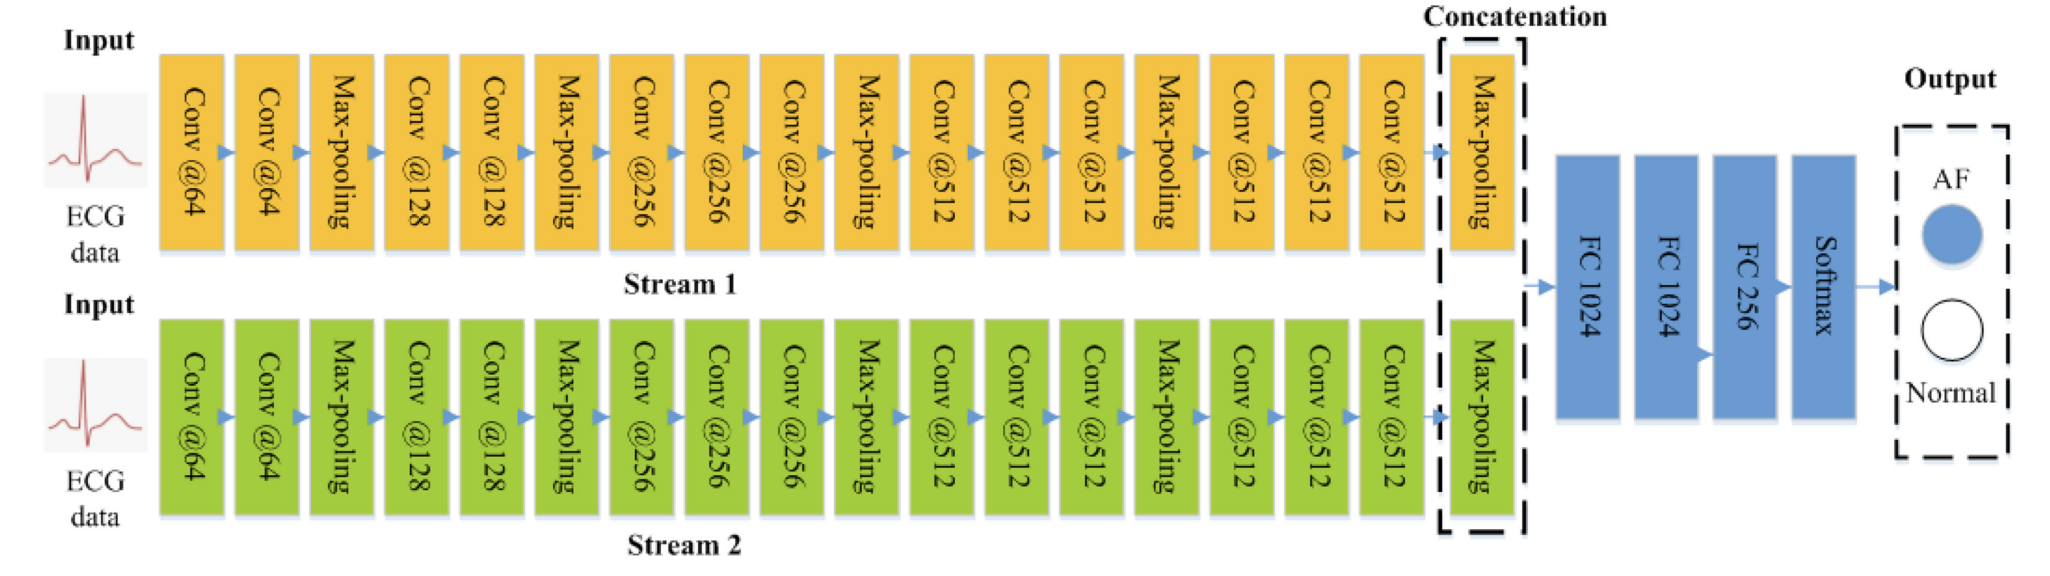 Concatenation
Input
ECG
data
Conv @64
Conv @64
Max-pooling
Conv @128
Conv @128
Max-pooling
Conv @256
Conv @256
Conv @256
Max-pooling
Conv @512
Conv @512
Conv @512
Max-pooling
Conv @512
Conv @512
Conv @512
Max-pooling
Stream 1
Input
ECG
data
Conv @64
Conv @64
Max-pooling
Conv @128
Conv @128
Max-pooling
Conv @256
Conv @256
Conv @256
Max-pooling
Conv @512
Conv @512
Conv @512
Max-pooling
Conv @512
Conv @512
Conv @512
Max-pooling
Stream 2
FC 1024
FC 1024
FC 256
Softmax
Output
AF
Normal